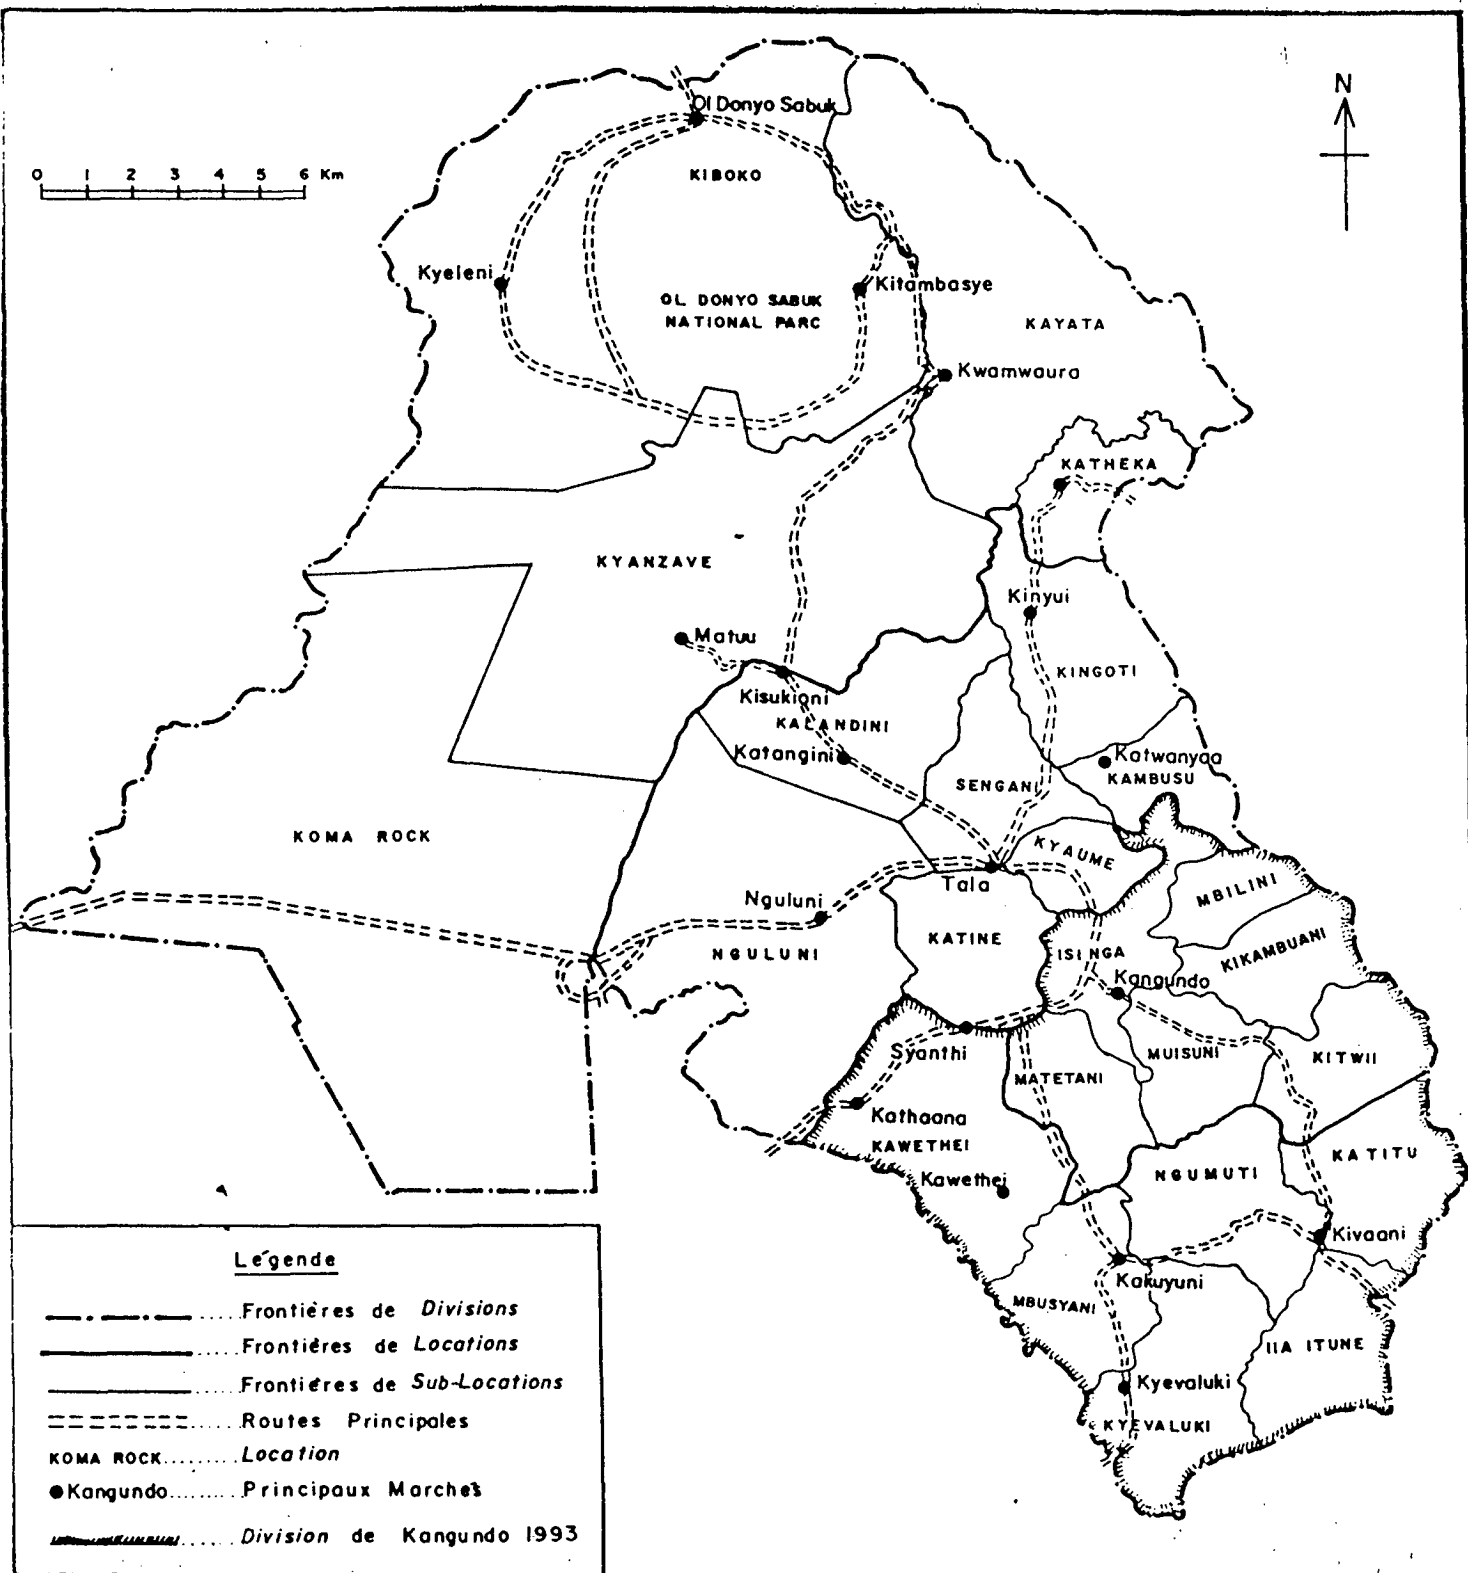 N
0 1 2 3 4 5 6 Km
Ol Donyo Sabuk
KIBOKO
Kyeleni
Kitambasye
OL DONYO SABUK
NATIONAL PARC
KAYATA
Kwamwaura
KATHEKA
KYANZAVE
Kinyui
Matuu
KINGOTI
Kisukioni
KALANDINI
Katangini
Katwanyaa
KAMBUSU
SENGANI
KOMA ROCK
KYAUME
Tala
MBILINI
Nguluni
NGULUNI
KATINE
ISINGA
KIKAMBUANI
Kangundo
Syanthi
MUISUNI
KITWII
MATETANI
Kathaana
KAWETHEI
KATITU
Kawethei
NGUMUTI
Kivaani
Kakuyuni
MBUSYANI
IIA ITUNE
Kyevaluki
KYEVALUKI
Légende
.....Frontières de Divisions
.....Frontières de Locations
.....Frontières de Sub-Locations
.....Routes Principales
KOMA ROCK.........Location
Kangundo.........Principaux Marchés
......Division de Kangundo 1993